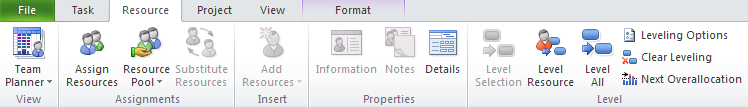 File Task Resource Project View Format
Team Planner
Assign Resources
Resource Pool
Substitute Resources
Add Resources
Information
Notes
Details
Level Selection
Level Resource
Level All
Leveling Options
Clear Leveling
Next Overallocation
View Assignments Insert Properties Level